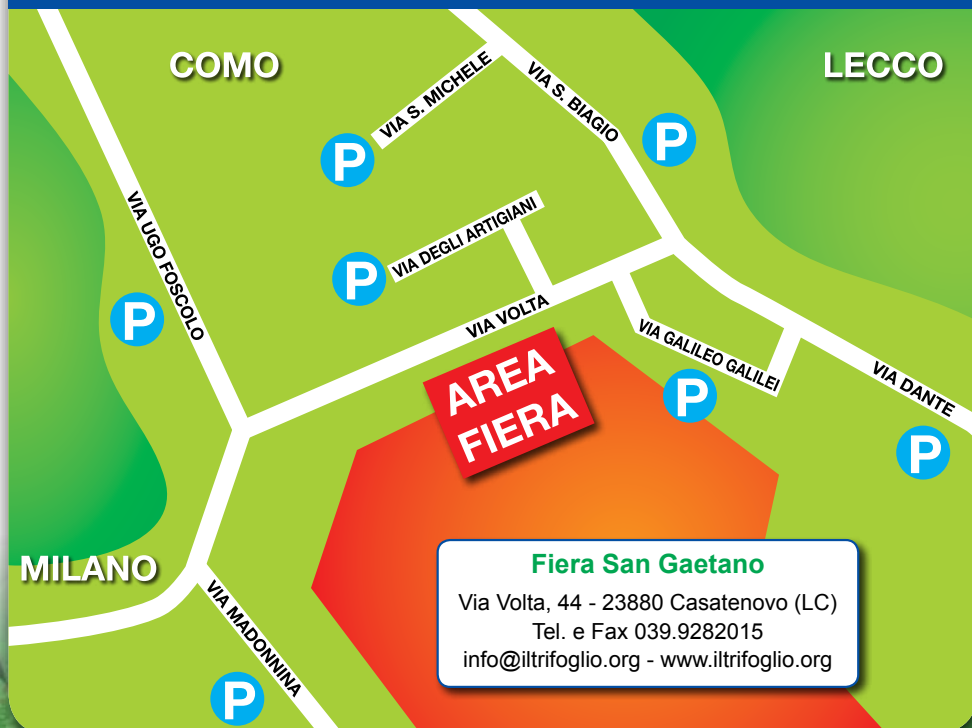 COMO
LECCO
VIA S. MICHELE
VIA S. BIAGIO
P
P
VIA UGO FOSCOLO
VIA DEGLI ARTIGIANI
P
P
VIA VOLTA
VIA GALILEO GALILEI
AREA
FIERA
P
VIA DANTE
P
MILANO
VIA MADONNINA
P
Fiera San Gaetano
Via Volta, 44 - 23880 Casatenovo (LC)
Tel. e Fax 039.9282015
info@iltrifoglio.org - www.iltrifoglio.org